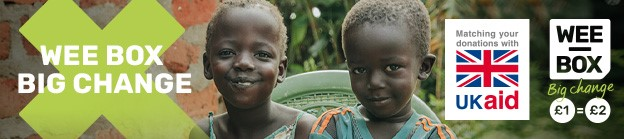 WEE BOX
BIG CHANGE
Matching your
donations with
UKaid
WEE
BOX
Big change
£1 = £2